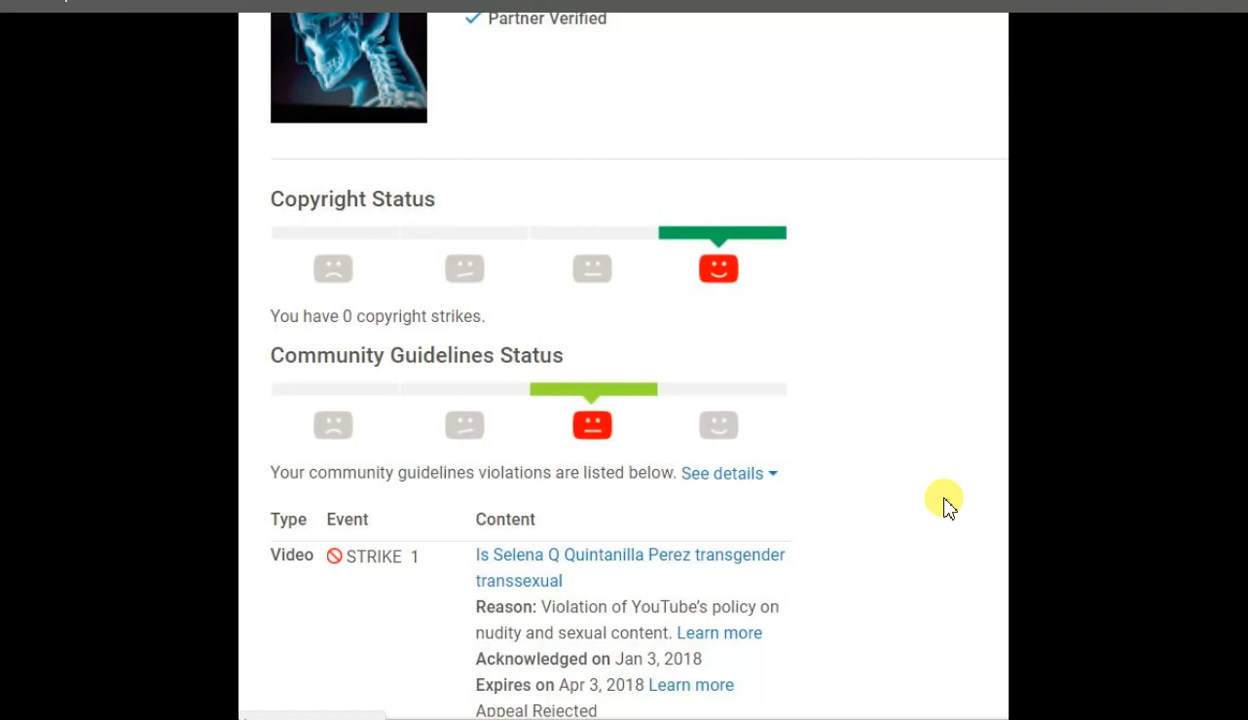 Partner Verified
Copyright Status
You have 0 copyright strikes.
Community Guidelines Status
Your community guidelines violations are listed below. See details
Type Event Content
Video STRIKE 1 Is Selena Q Quintanilla Perez transgender
transsexual
Reason: Violation of YouTube's policy on
nudity and sexual content. Learn more
Acknowledged on Jan 3, 2018
Expires on Apr 3, 2018 Learn more
Appeal Rejected